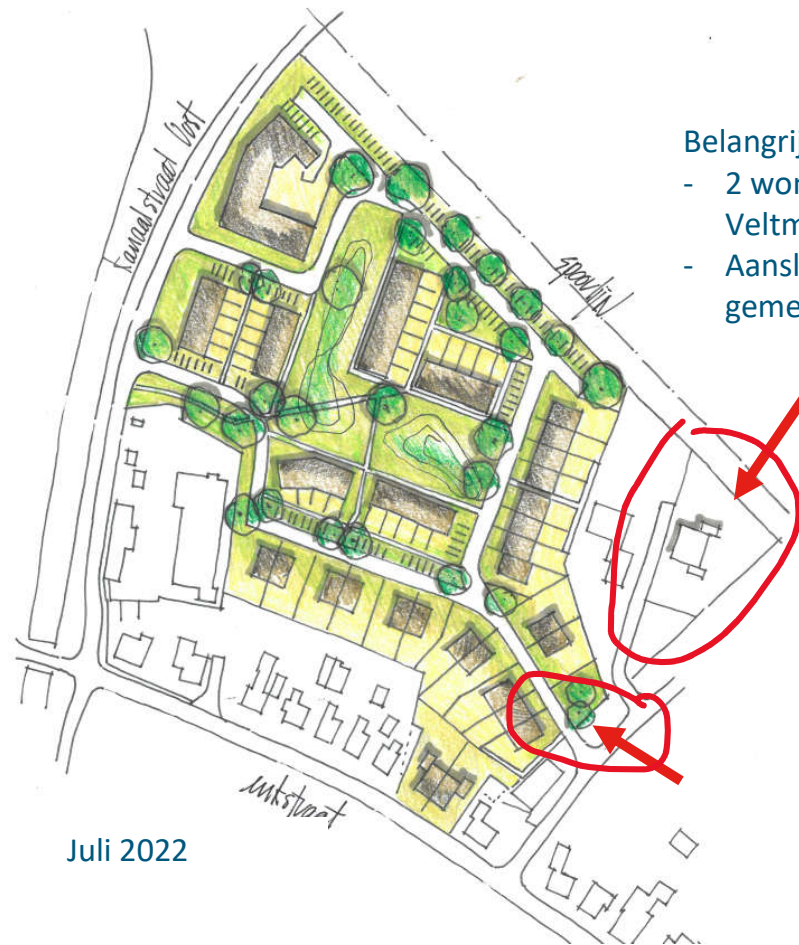 Kanaalstraat Oost
Belangrij
- 2 wor
Veltm
- Aansl
geme
spoorlijn
Juli 2022